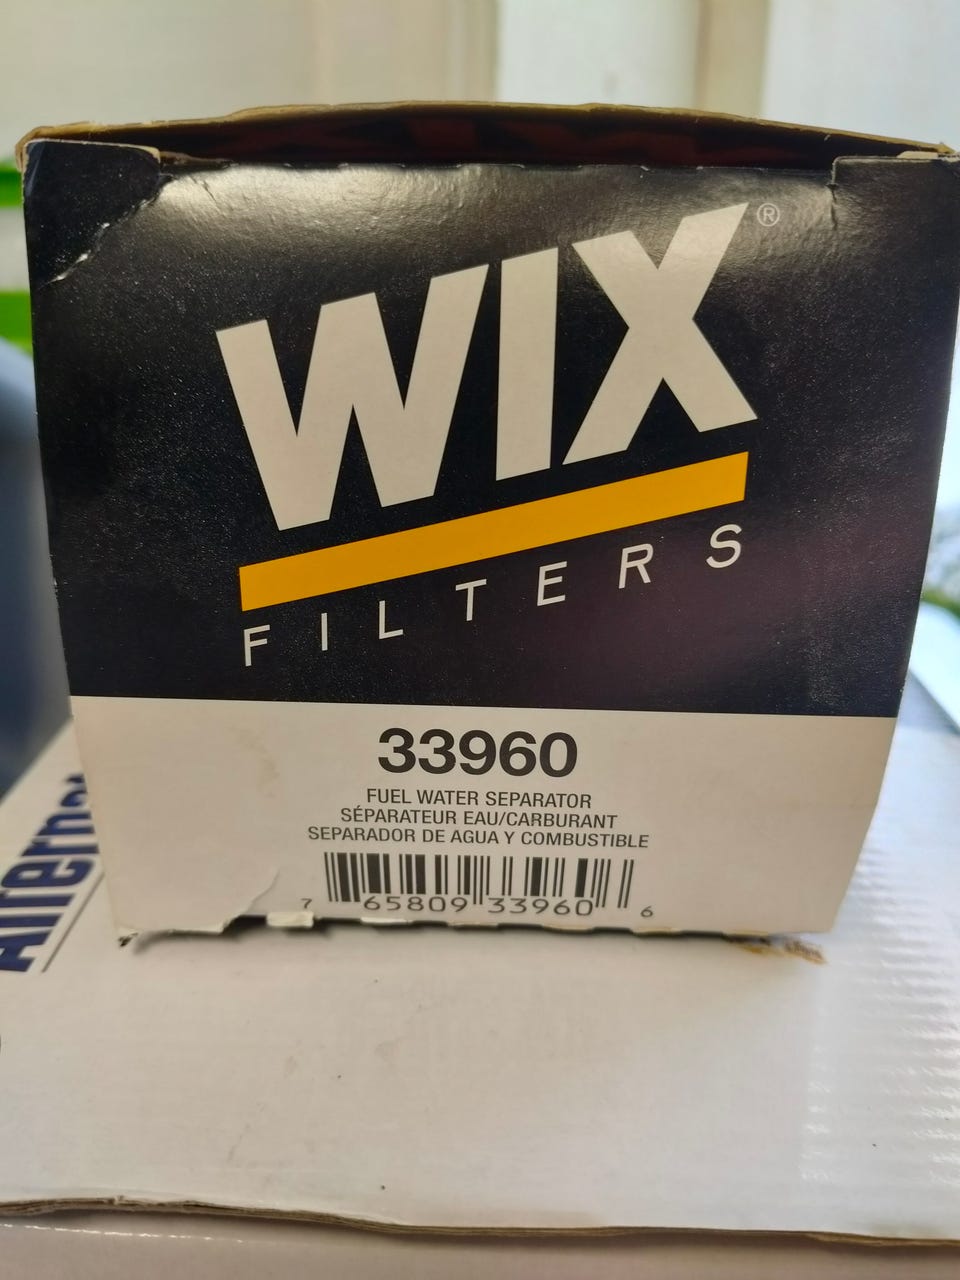 WIX®
FILTERS
33960
FUEL WATER SEPARATOR
SÉPARATEUR EAU/CARBURANT
SEPARADOR DE AGUA Y COMBUSTIBLE
7 65809 33960 6